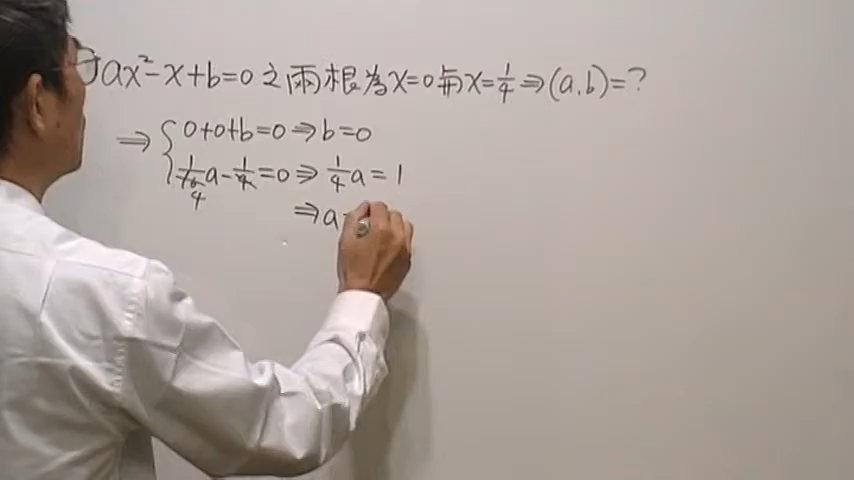 ax²-x+b=0之兩根為x=0與x=1/4⇒(a,b)=?
⇒{0+0+b=0⇒b=0
1/16a-1/4=0⇒1/4a=1
4
⇒a